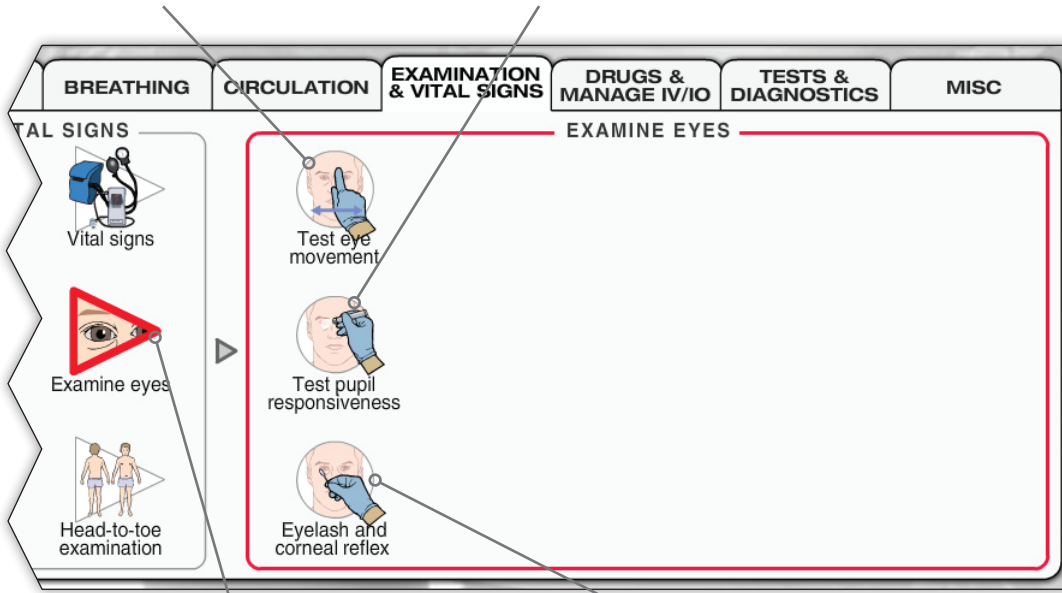 BREATHING
CIRCULATION
EXAMINATION
& VITAL SIGNS
DRUGS &
MANAGE IV/IO
TESTS &
DIAGNOSTICS
MISC
TAL SIGNS
EXAMINE EYES
Vital signs
Test eye
movement
Examine eyes
Test pupil
responsiveness
Head-to-toe
examination
Eyelash and
corneal reflex